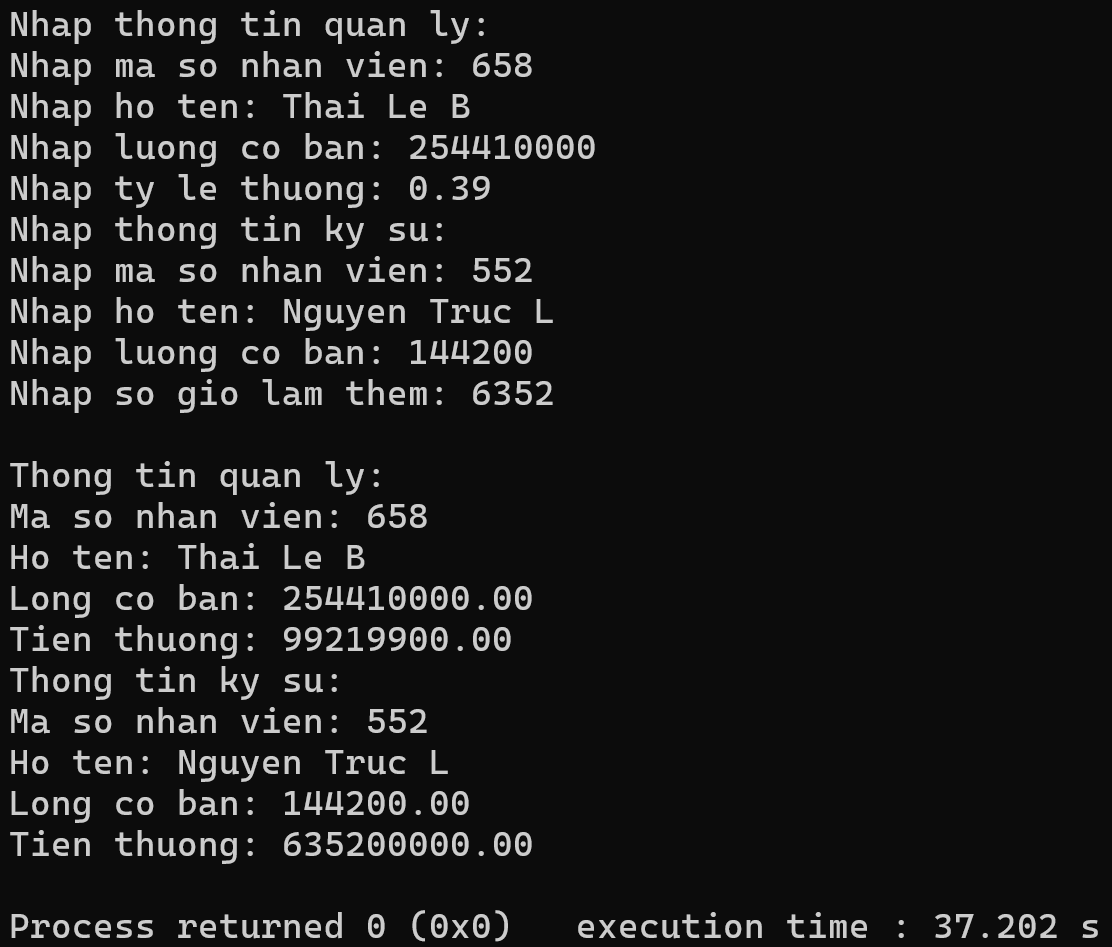 Nhap thong tin quan ly:
Nhap ma so nhan vien: 658
Nhap ho ten: Thai Le B
Nhap luong co ban: 254410000
Nhap ty le thuong: 0.39
Nhap thong tin ky su:
Nhap ma so nhan vien: 552
Nhap ho ten: Nguyen Truc L
Nhap luong co ban: 144200
Nhap so gio lam them: 6352

Thong tin quan ly:
Ma so nhan vien: 658
Ho ten: Thai Le B
Long co ban: 254410000.00
Tien thuong: 99219900.00
Thong tin ky su:
Ma so nhan vien: 552
Ho ten: Nguyen Truc L
Long co ban: 144200.00
Tien thuong: 635200000.00

Process returned 0 (0x0)   execution time : 37.202 s